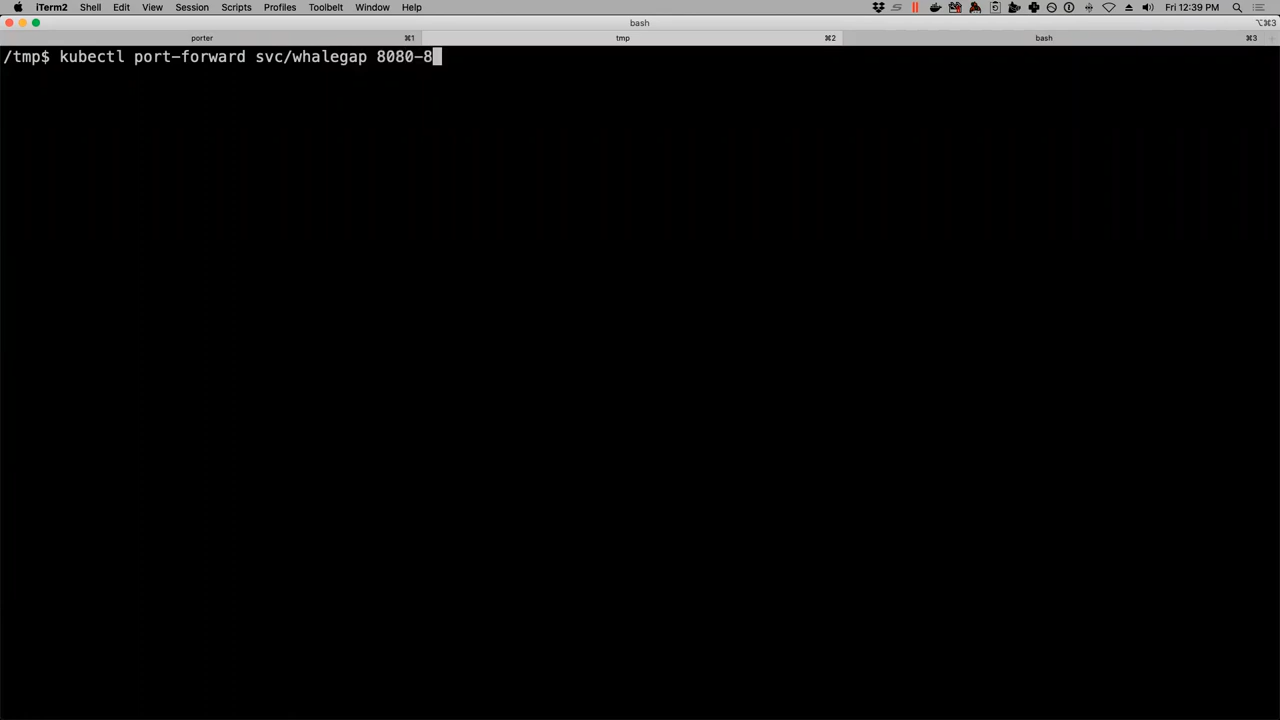 iTerm2 Shell Edit View Session Scripts Profiles Toolbelt Window Help Fri 12:39 PM
bash ⌥⌘3
porter ⌘1 tmp ⌘2 bash ⌘3
/tmp$ kubectl port-forward svc/whalegap 8080-8